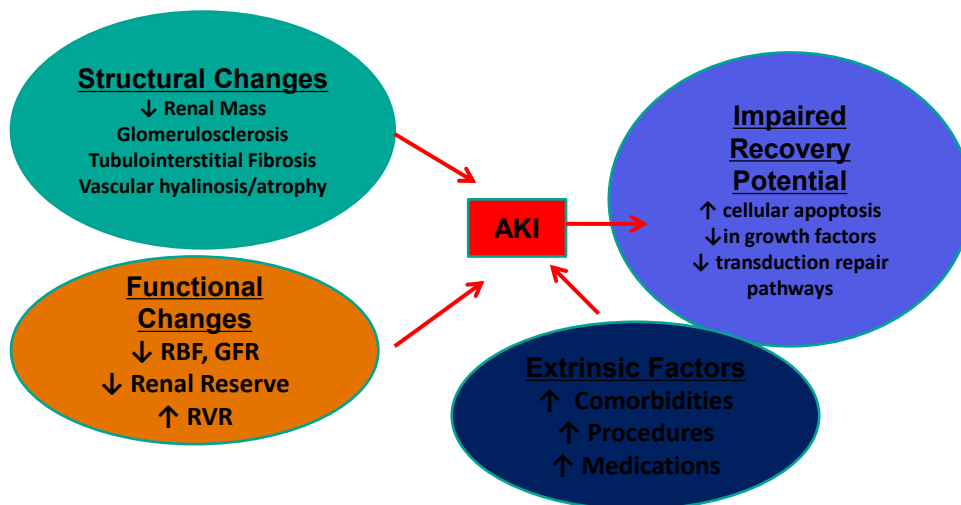 Structural Changes
↓ Renal Mass
Glomerulosclerosis
Tubulointerstitial Fibrosis
Vascular hyalinosis/atrophy
Functional
Changes
↓ RBF, GFR
↓ Renal Reserve
↑ RVR
AKI
Impaired
Recovery
Potential
↑ cellular apoptosis
↓in growth factors
↓ transduction repair
pathways
Extrinsic Factors
↑ Comorbidities
↑ Procedures
↑ Medications